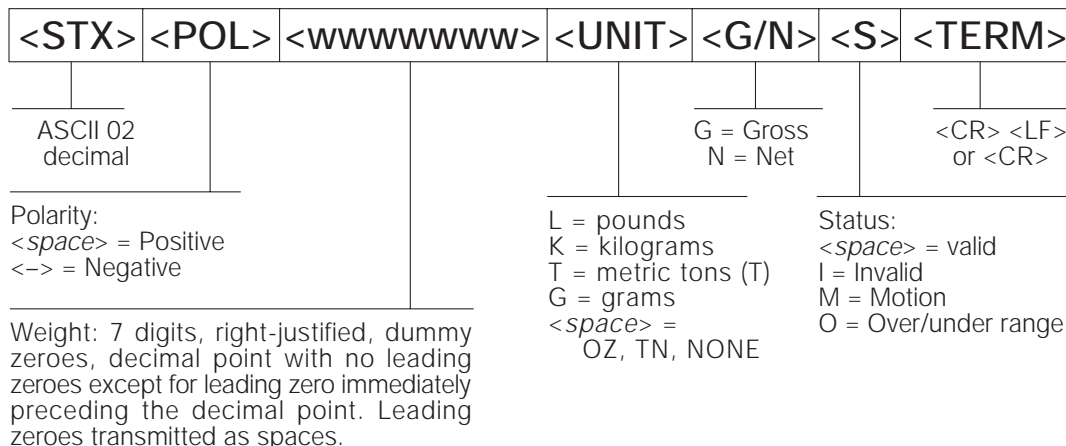 <STX> <POL> <wwwwwww> <UNIT> <G/N> <S> <TERM>
ASCII 02
decimal
G = Gross
N = Net
<CR> <LF>
or <CR>
Polarity:
<space> = Positive
<–> = Negative
L = pounds
K = kilograms
T = metric tons (T)
G = grams
<space> =
OZ, TN, NONE
Status:
<space> = valid
I = Invalid
M = Motion
O = Over/under range
Weight: 7 digits, right-justified, dummy
zeroes, decimal point with no leading
zeroes except for leading zero immediately
preceding the decimal point. Leading
zeroes transmitted as spaces.